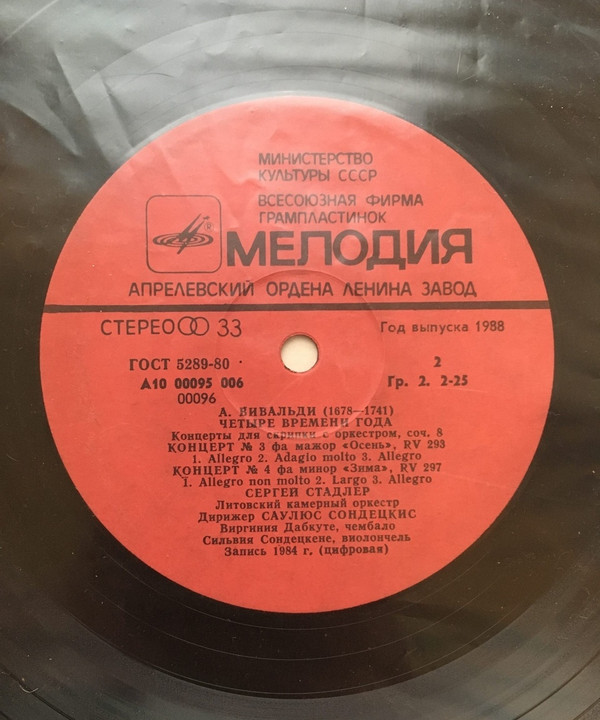 МИНИСТЕРСТВО
КУЛЬТУРЫ СССР
ВСЕСОЮЗНАЯ ФИРМА
ГРАМПЛАСТИНОК
®
МЕЛОДИЯ
АПРЕЛЕВСКИЙ ОРДЕНА ЛЕНИНА ЗАВОД
СТЕРЕО 33
Год выпуска 1988
ГОСТ 5289-80
2
А10 00095 006
Гр. 2. 2-25
00096
А. ВИВАЛЬДИ (1678—1741)
ЧЕТЫРЕ ВРЕМЕНИ ГОДА
Концерты для скрипки с оркестром, соч. 8
КОНЦЕРТ № 3 фа мажор «Осень», RV 293
1. Allegro 2. Adagio molto 3. Allegro
КОНЦЕРТ № 4 фа минор «Зима», RV 297
1. Allegro non molto 2. Largo 3. Allegro
СЕРГЕЙ СТАДЛЕР
Литовский камерный оркестр
Дирижер САУЛЮС СОНДЕЦКИС
Виргиния Дабкуте, чембало
Сильвия Сондецкене, виолончель
Запись 1984 г. (цифровая)